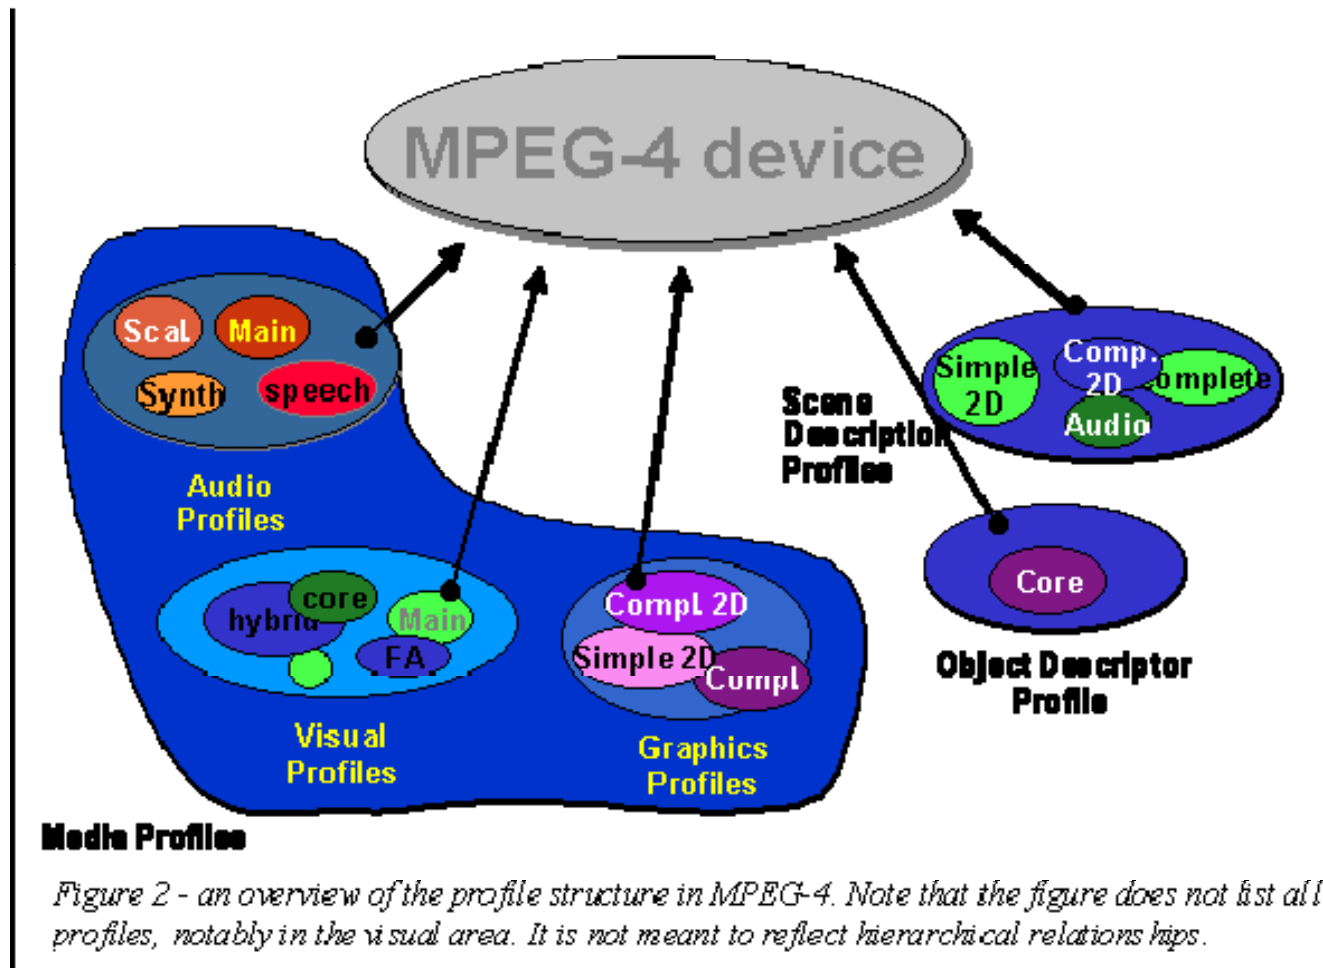 MPEG-4 device
Scal.
Main
Synth
speech
Audio
Profiles
hybrid
core
Main
FA
Visual
Profiles
Compl. 2D
Simple 2D
Compl.
Graphics
Profiles
Media Profiles
Simple
2D
Comp.
2D
omplete
Audio
Scene
Description
Profiles
Core
Object Descriptor
Profile
Figure 2 - an overview of the profile structure in MPEG-4. Note that the figure does not list all
profiles, notably in the visual area. It is not meant to reflect hierarchical relationships.